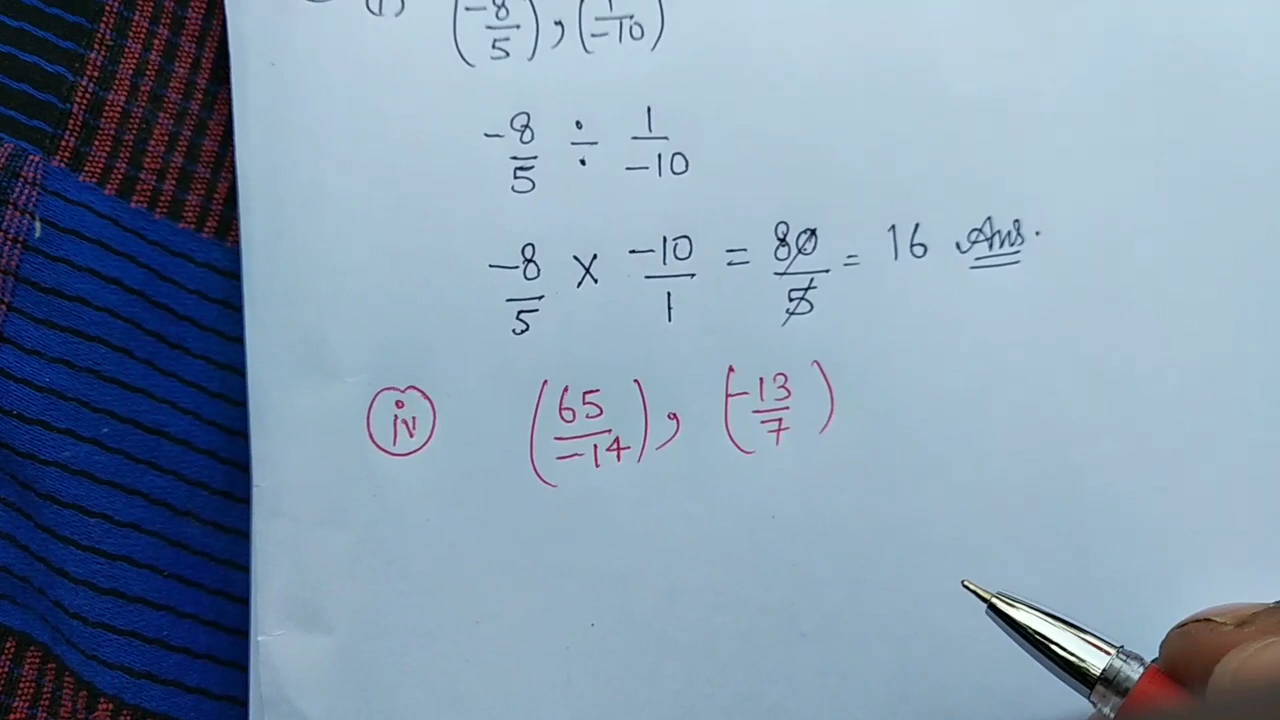 (i) (-8/5), (1/-10)
-8/5 ÷ 1/-10
-8/5 × -10/1 = 80/5 = 16 Ans.
(iv) (65/-14), (-13/7)